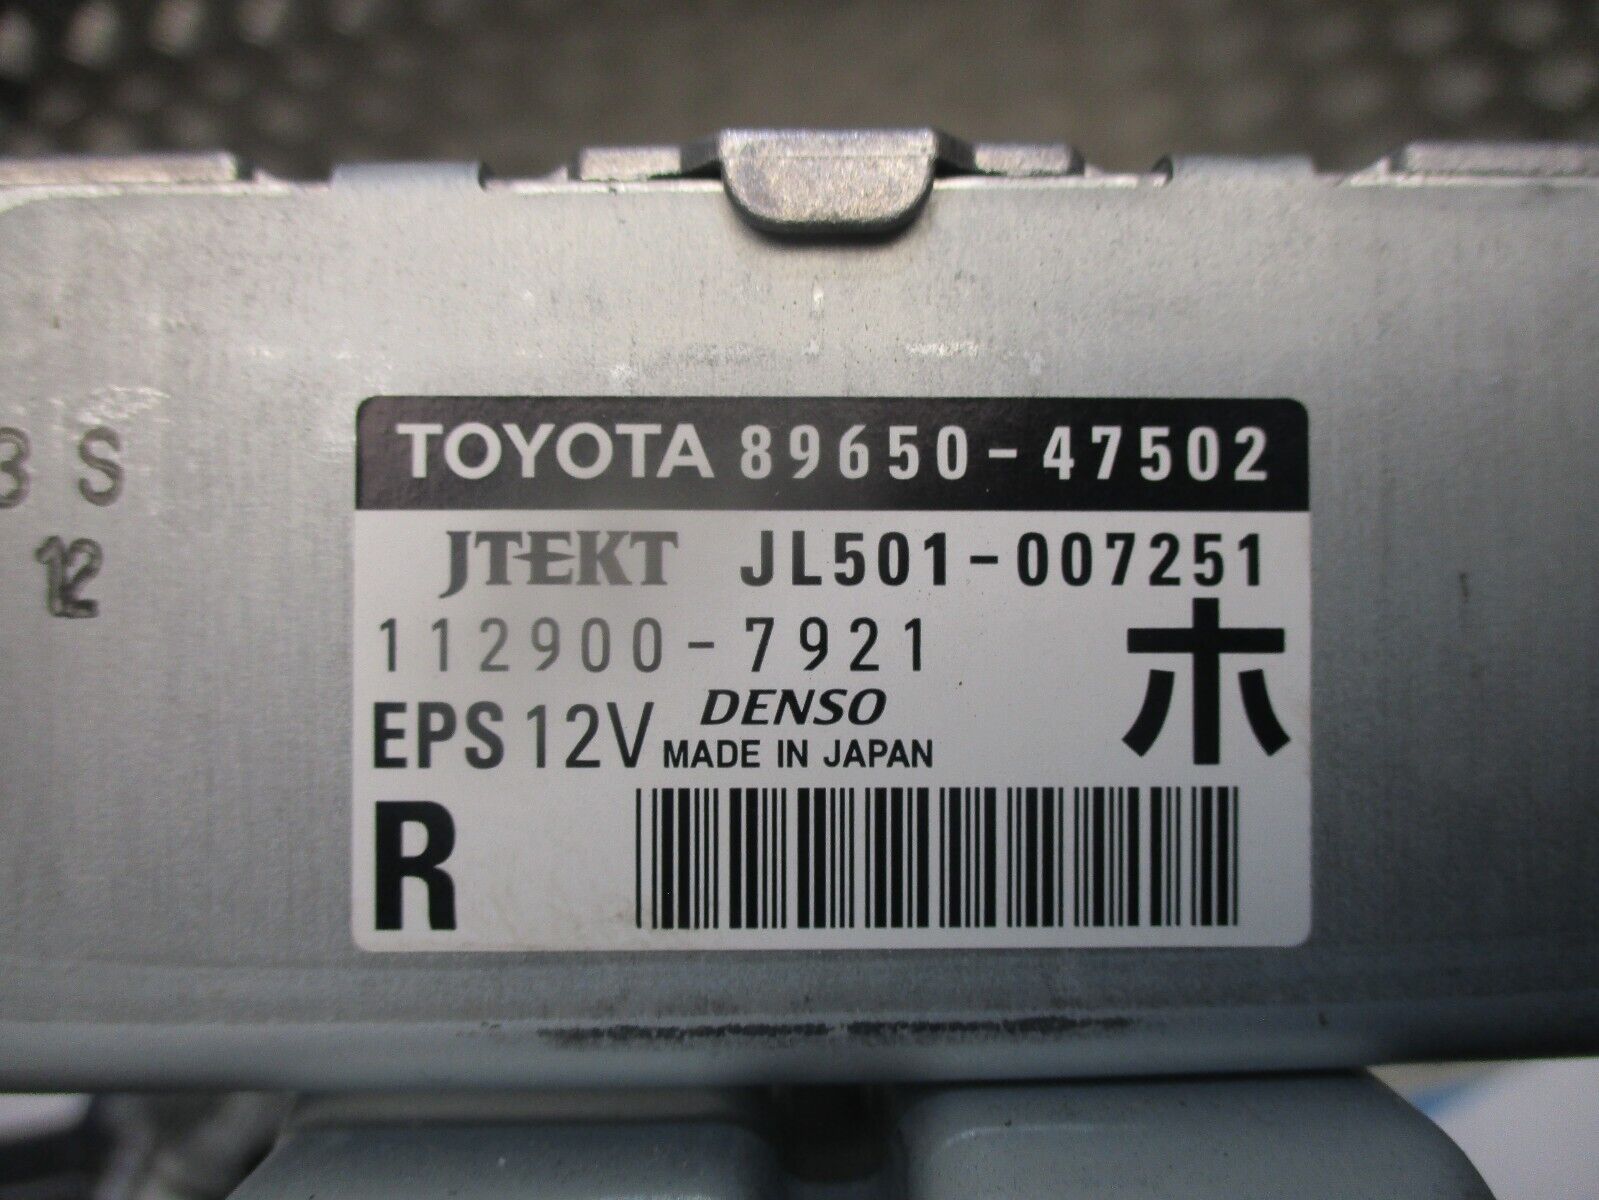 TOYOTA 89650-47502
JTEKT JL501-007251
112900-7921
ホ
EPS 12V DENSO
MADE IN JAPAN
R
3 S
12